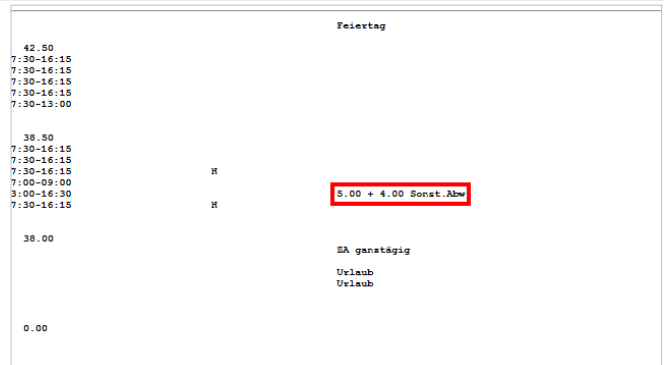 Feiertag
42.50
7:30-16:15
7:30-16:15
7:30-16:15
7:30-16:15
7:30-13:00
38.50
7:30-16:15
7:30-16:15
7:30-16:15 H
7:00-09:00
3:00-16:30 5.00 + 4.00 Sonst.Abw
7:30-16:15 H
38.00
ZA ganztägig
Urlaub
Urlaub
0.00